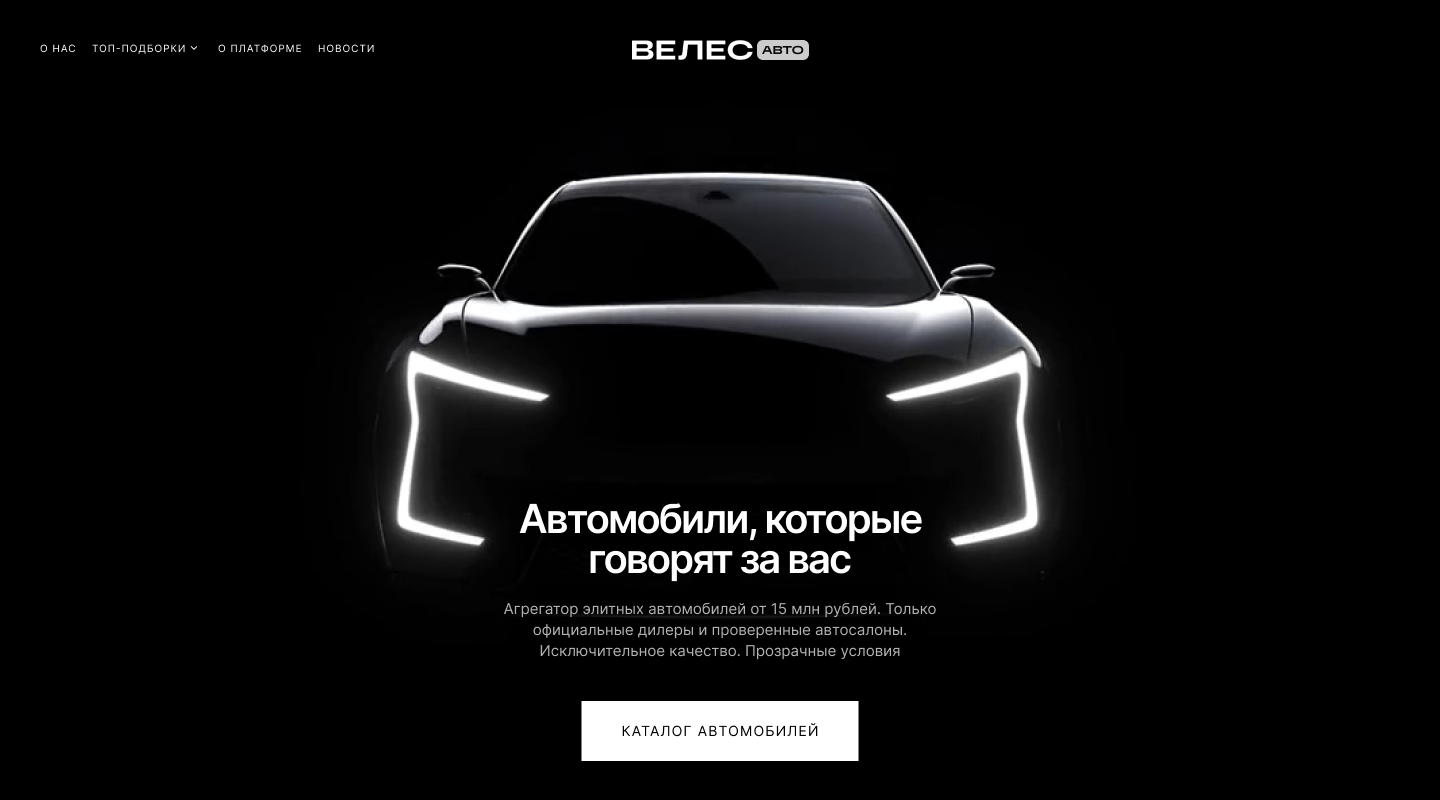 О НАС
ТОП-ПОДБОРКИ
О ПЛАТФОРМЕ
НОВОСТИ
ВЕЛЕС АВТО
Автомобили, которые
говорят за вас
Агрегатор элитных автомобилей от 15 млн рублей. Только
официальные дилеры и проверенные автосалоны.
Исключительное качество. Прозрачные условия
КАТАЛОГ АВТОМОБИЛЕЙ